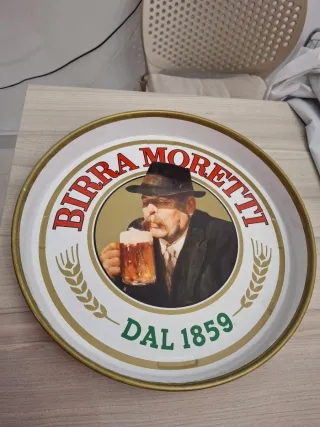 BIRRA MORETTI
DAL 1859